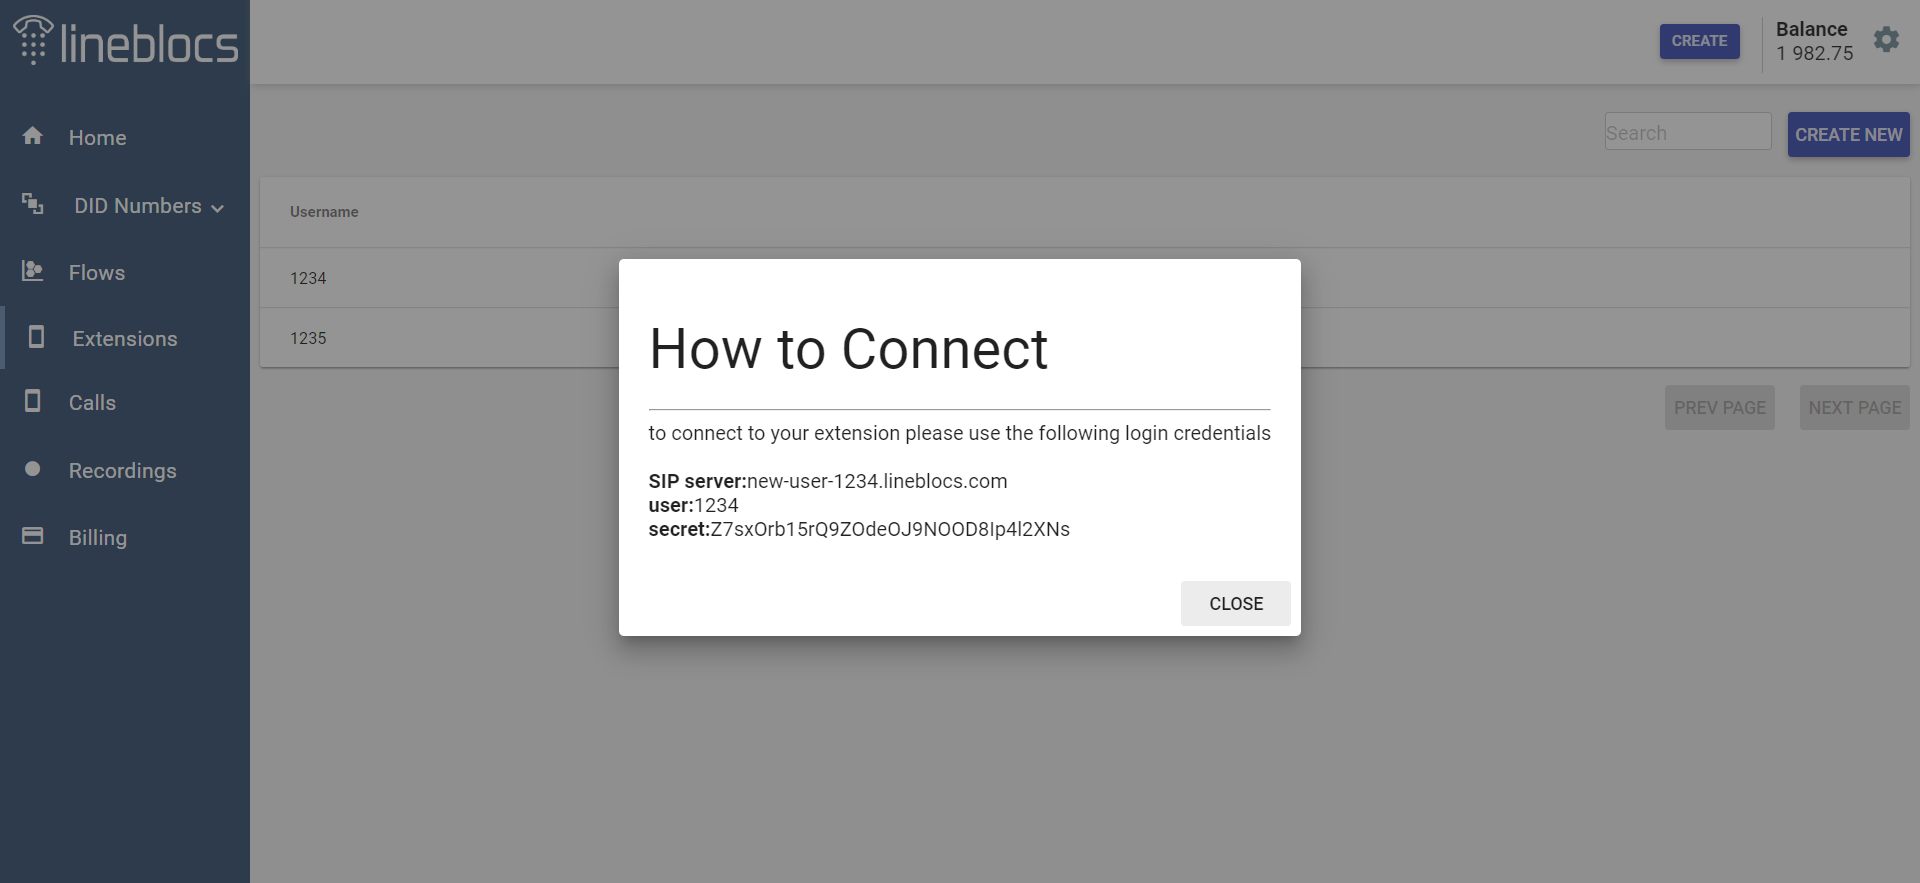 lineblocs
CREATE
Balance
1 982.75
Home
DID Numbers
Flows
Extensions
Calls
Recordings
Billing
Search
CREATE NEW
Username
1234
1235
PREV PAGE
NEXT PAGE
How to Connect
to connect to your extension please use the following login credentials
SIP server:new-user-1234.lineblocs.com
user:1234
secret:Z7sxOrb15rQ9ZOdeOJ9NOOD8Ip4l2XNs
CLOSE